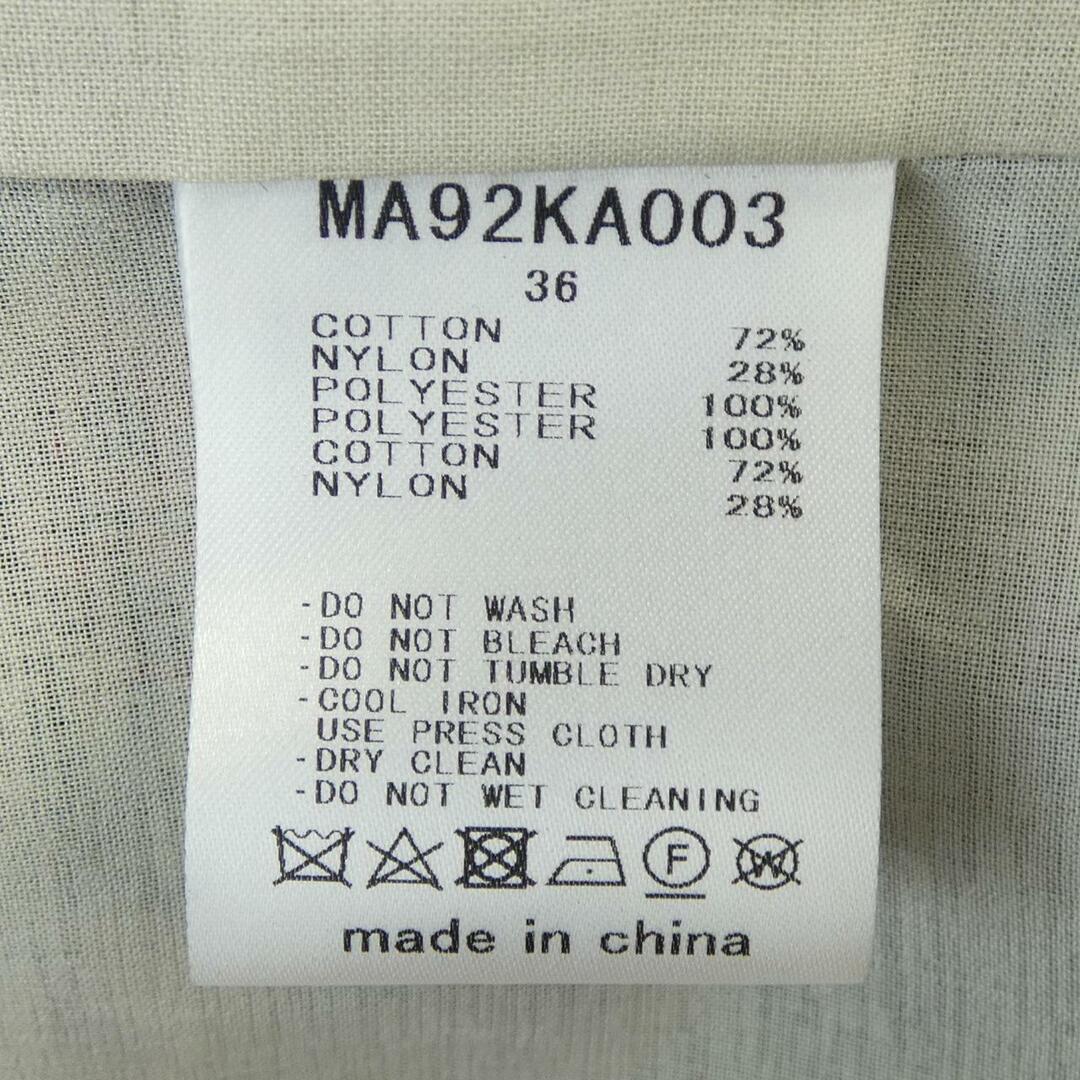 MA92KA003
36
COTTON 72%
NYLON 28%
POLYESTER 100%
POLYESTER 100%
COTTON 72%
NYLON 28%
-DO NOT WASH
-DO NOT BLEACH
-DO NOT TUMBLE DRY
-COOL IRON
USE PRESS CLOTH
-DRY CLEAN
-DO NOT WET CLEANING
F W
made in china